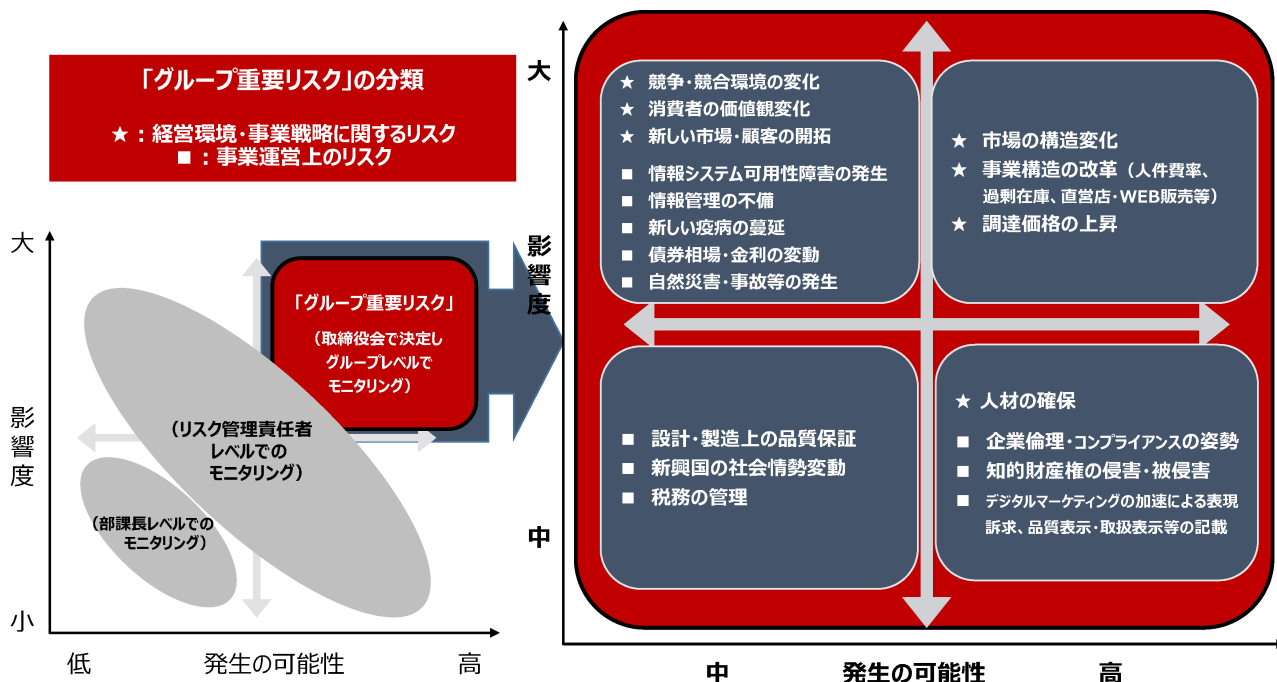 「グループ重要リスク」の分類
★：経営環境・事業戦略に関するリスク
■：事業運営上のリスク
大
影
響
度
小
「グループ重要リスク」
（取締役会で決定し
グループレベルで
モニタリング）
（リスク管理責任者
レベルでの
モニタリング）
（部課長レベルでの
モニタリング）
低
発生の可能性
高
大
影
響
度
中
★ 競争・競合環境の変化
★ 消費者の価値観変化
★ 新しい市場・顧客の開拓
■ 情報システム可用性障害の発生
■ 情報管理の不備
■ 新しい疫病の蔓延
■ 債券相場・金利の変動
■ 自然災害・事故等の発生
★ 市場の構造変化
★ 事業構造の改革（人件費率、
過剰在庫、直営店・WEB販売等）
★ 調達価格の上昇
■ 設計・製造上の品質保証
■ 新興国の社会情勢変動
■ 税務の管理
★ 人材の確保
■ 企業倫理・コンプライアンスの姿勢
■ 知的財産権の侵害・被侵害
■ デジタルマーケティングの加速による表現
訴求、品質表示・取扱表示等の記載
中
発生の可能性
高